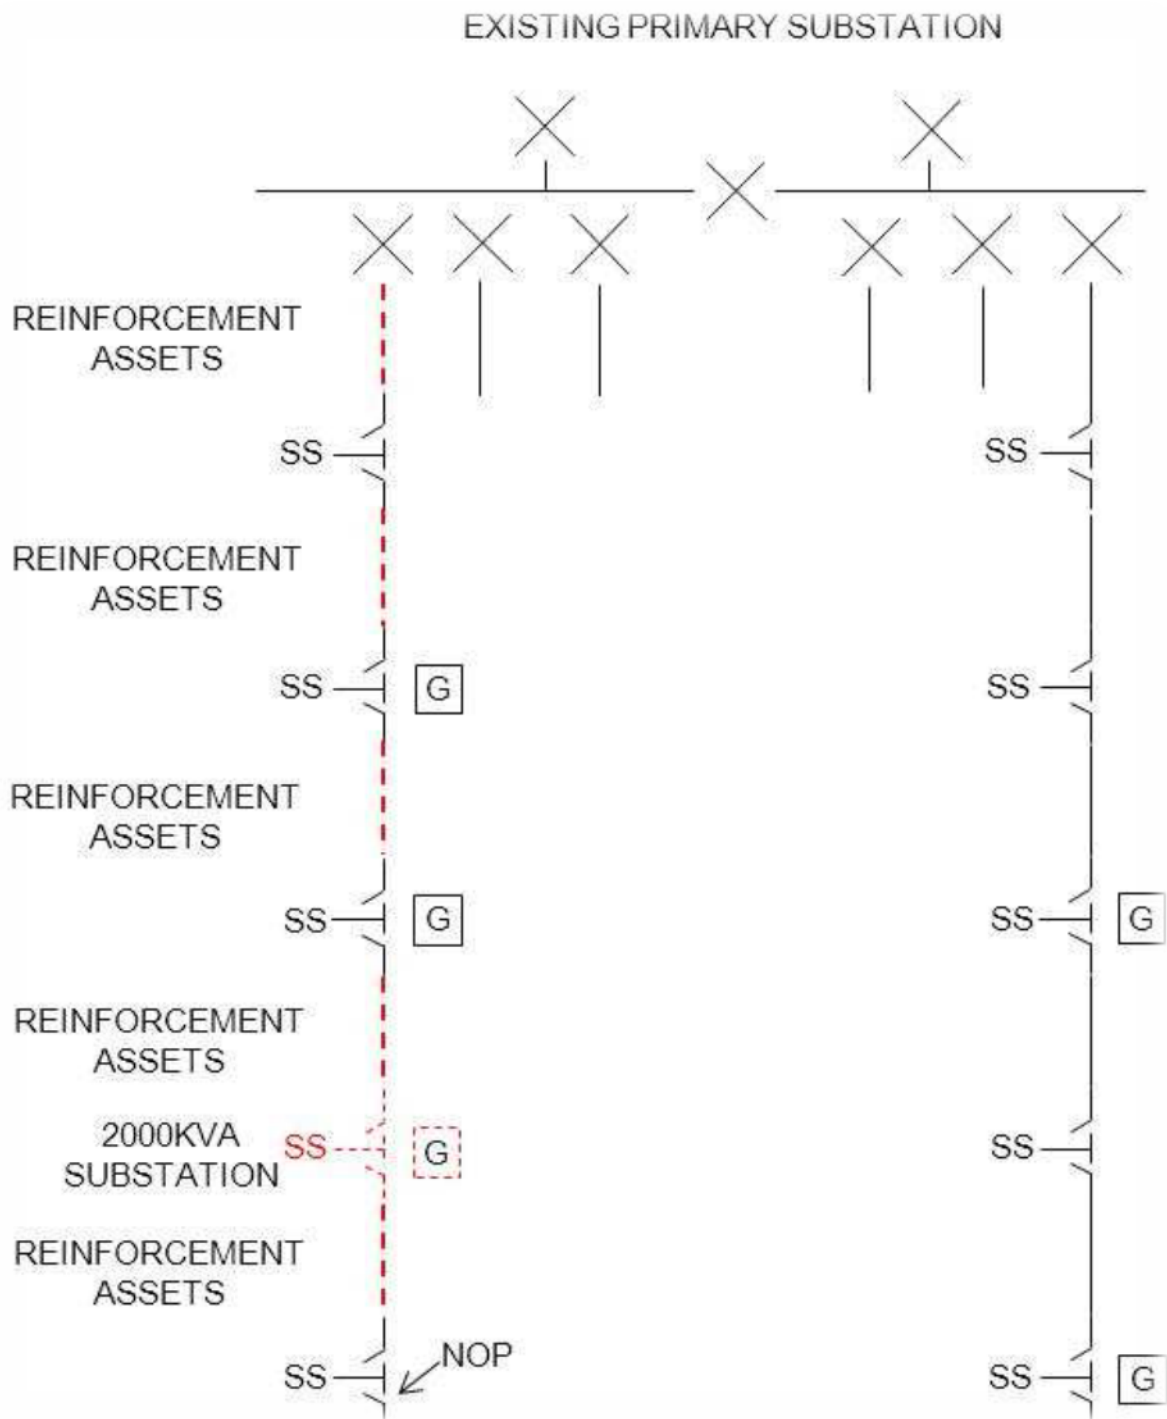 EXISTING PRIMARY SUBSTATION
REINFORCEMENT
ASSETS
SS
SS
REINFORCEMENT
ASSETS
SS
G
SS
REINFORCEMENT
ASSETS
SS
G
SS
G
REINFORCEMENT
ASSETS
2000KVA
SUBSTATION
SS
G
SS
REINFORCEMENT
ASSETS
NOP
SS
SS
G